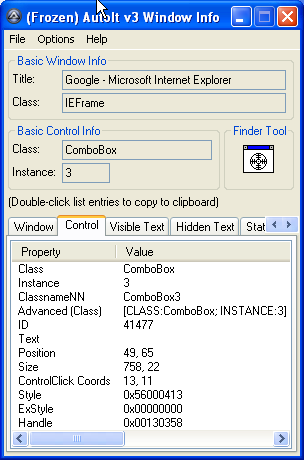 (Frozen) AutoIt v3 Window Info
File Options Help
Basic Window Info
Title: Google - Microsoft Internet Explorer
Class: IEFrame
Basic Control Info
Class: ComboBox
Instance: 3
Finder Tool
(Double-click list entries to copy to clipboard)
Window Control Visible Text Hidden Text Stat
Property Value
Class ComboBox
Instance 3
ClassnameNN ComboBox3
Advanced (Class) [CLASS:ComboBox; INSTANCE:3]
ID 41477
Text
Position 49, 65
Size 758, 22
ControlClick Coords 13, 11
Style 0x56000413
ExStyle 0x00000000
Handle 0x00130358